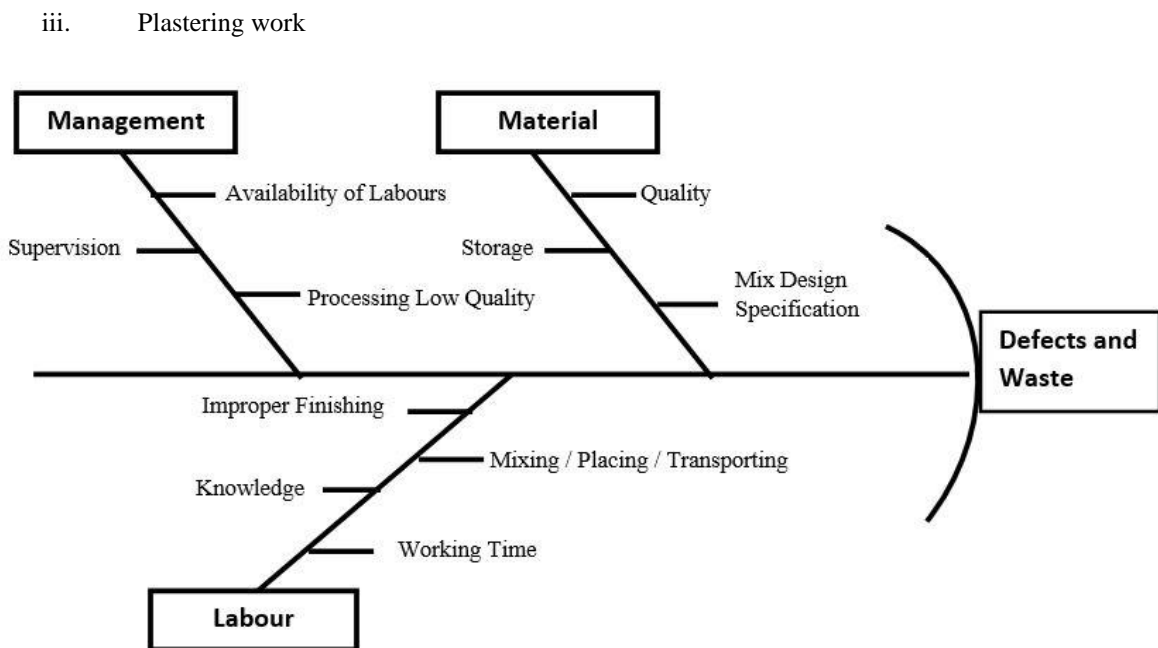 iii. Plastering work
Management
Material
Availability of Labours
Quality
Supervision
Storage
Processing Low Quality
Mix Design
Specification
Defects and
Waste
Improper Finishing
Mixing / Placing / Transporting
Knowledge
Working Time
Labour